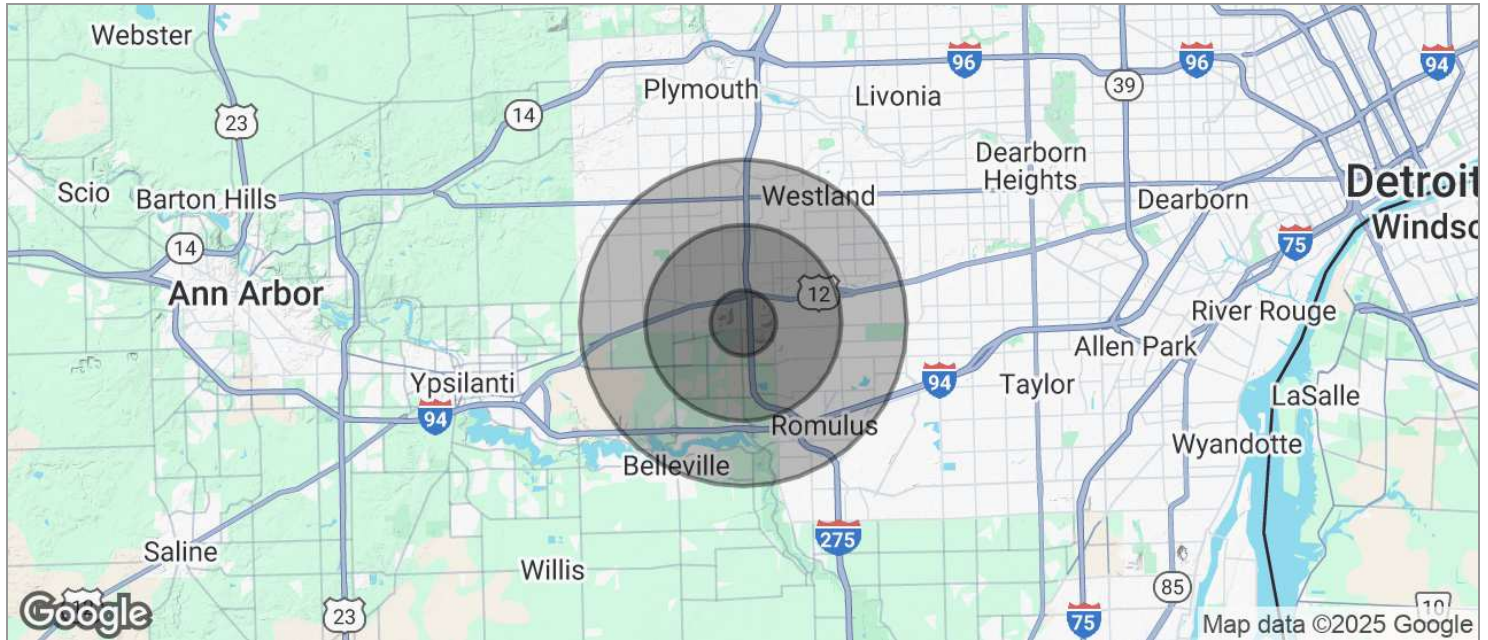 Webster
23
96
96
94
Plymouth
Livonia
39
14
Dearborn
Heights
Scio
Barton Hills
Westland
Dearborn
Detroit
14
75
Windsc
Ann Arbor
12
River Rouge
Allen Park
Ypsilanti
94
Taylor
94
LaSalle
Romulus
Wyandotte
Belleville
275
Saline
Willis
85
12
Google
23
75
10
Map data ©2025 Google